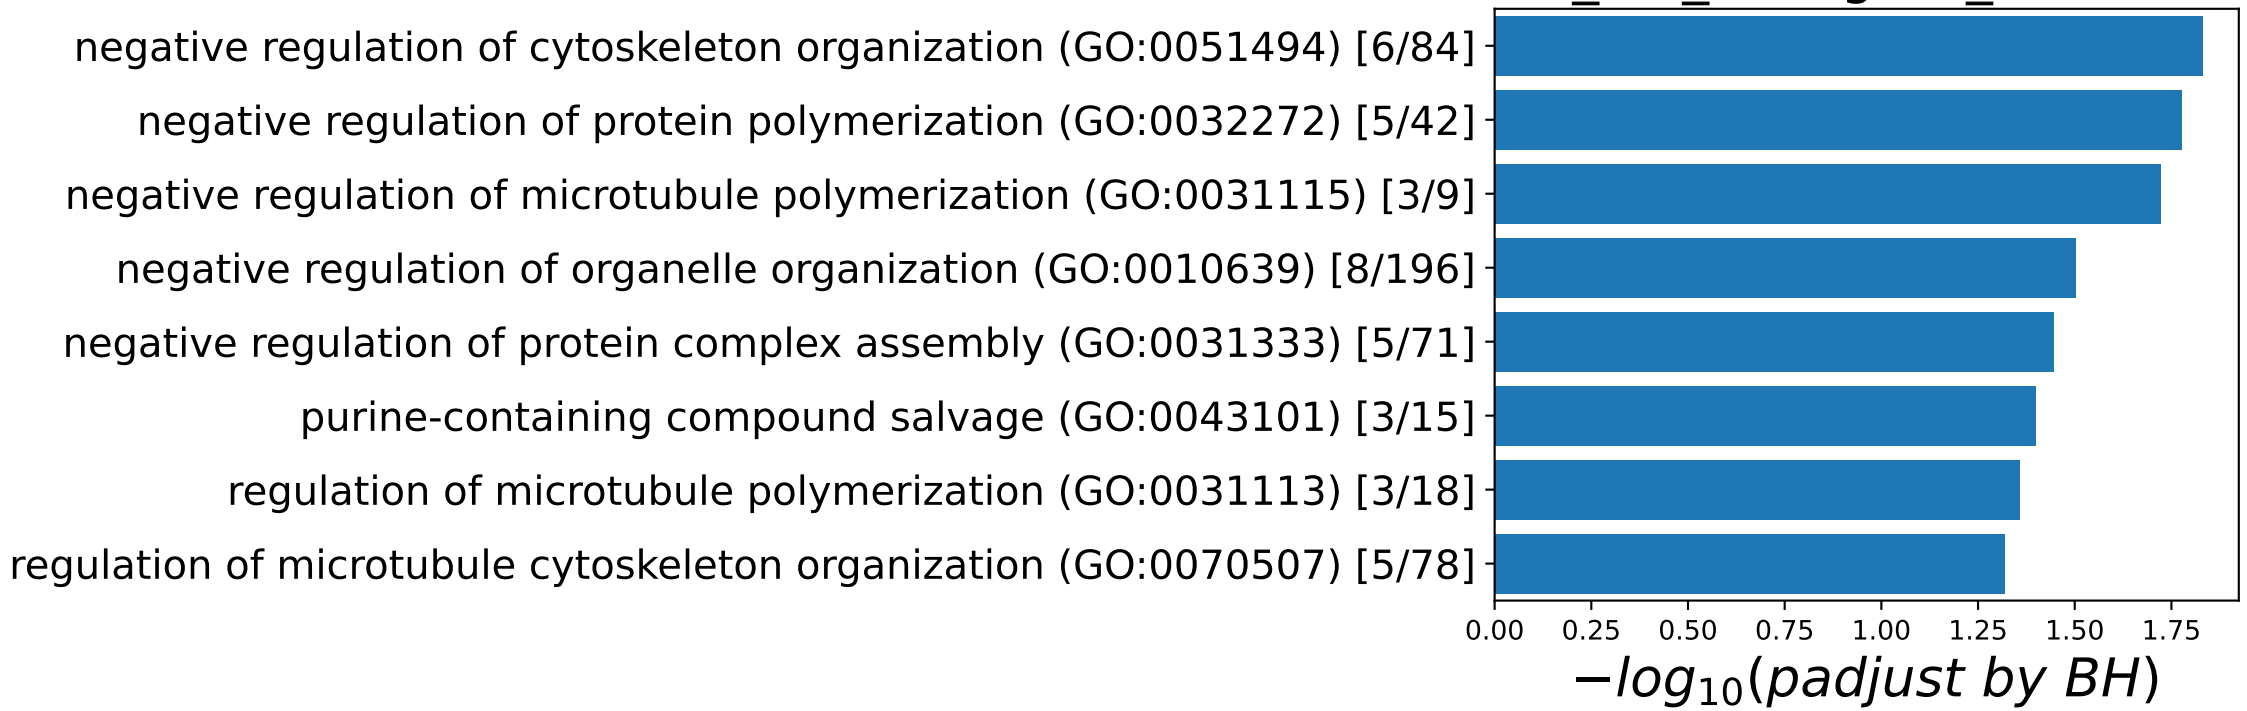 negative regulation of cytoskeleton organization (GO:0051494) [6/84]
negative regulation of protein polymerization (GO:0032272) [5/42]
negative regulation of microtubule polymerization (GO:0031115) [3/9]
negative regulation of organelle organization (GO:0010639) [8/196]
negative regulation of protein complex assembly (GO:0031333) [5/71]
purine-containing compound salvage (GO:0043101) [3/15]
regulation of microtubule polymerization (GO:0031113) [3/18]
regulation of microtubule cytoskeleton organization (GO:0070507) [5/78]
0.00 0.25 0.50 0.75 1.00 1.25 1.50 1.75
−log10(padjust by BH)